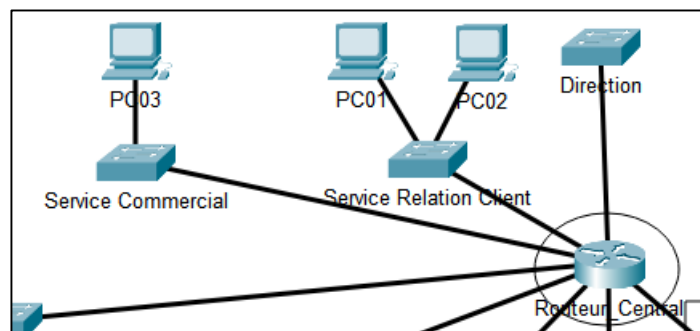 PC03
PC01
PC02
Direction
Service Commercial
Service Relation Client
Routeur_Central